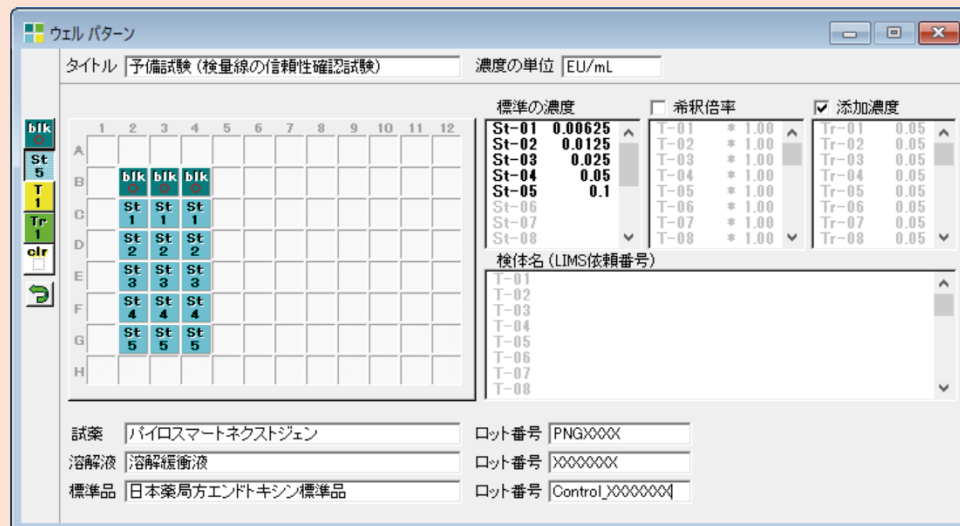 ウェル パターン
タイトル 予備試験 (検量線の信頼性確認試験) 濃度の単位 EU/mL
標準の濃度 希釈倍率 添加濃度
blk
St 5
T 1
Tr 1
clr
1 2 3 4 5 6 7 8 9 10 11 12
A
B blk blk blk
C St 1 St 1 St 1
D St 2 St 2 St 2
E St 3 St 3 St 3
F St 4 St 4 St 4
G St 5 St 5 St 5
H
St-01 0.00625 T-01 * 1.00 Tr-01 0.05
St-02 0.0125 T-02 * 1.00 Tr-02 0.05
St-03 0.025 T-03 * 1.00 Tr-03 0.05
St-04 0.05 T-04 * 1.00 Tr-04 0.05
St-05 0.1 T-05 * 1.00 Tr-05 0.05
St-06 T-06 * 1.00 Tr-06 0.05
St-07 T-07 * 1.00 Tr-07 0.05
St-08 T-08 * 1.00 Tr-08 0.05
検体名 (LIMS依頼番号)
T-01
T-02
T-03
T-04
T-05
T-06
T-07
T-08
試薬 パイロスマートネクストジェン ロット番号 PNGXXXX
溶解液 溶解緩衝液 ロット番号 XXXXXXX
標準品 日本薬局方エンドトキシン標準品 ロット番号 Control_XXXXXXX